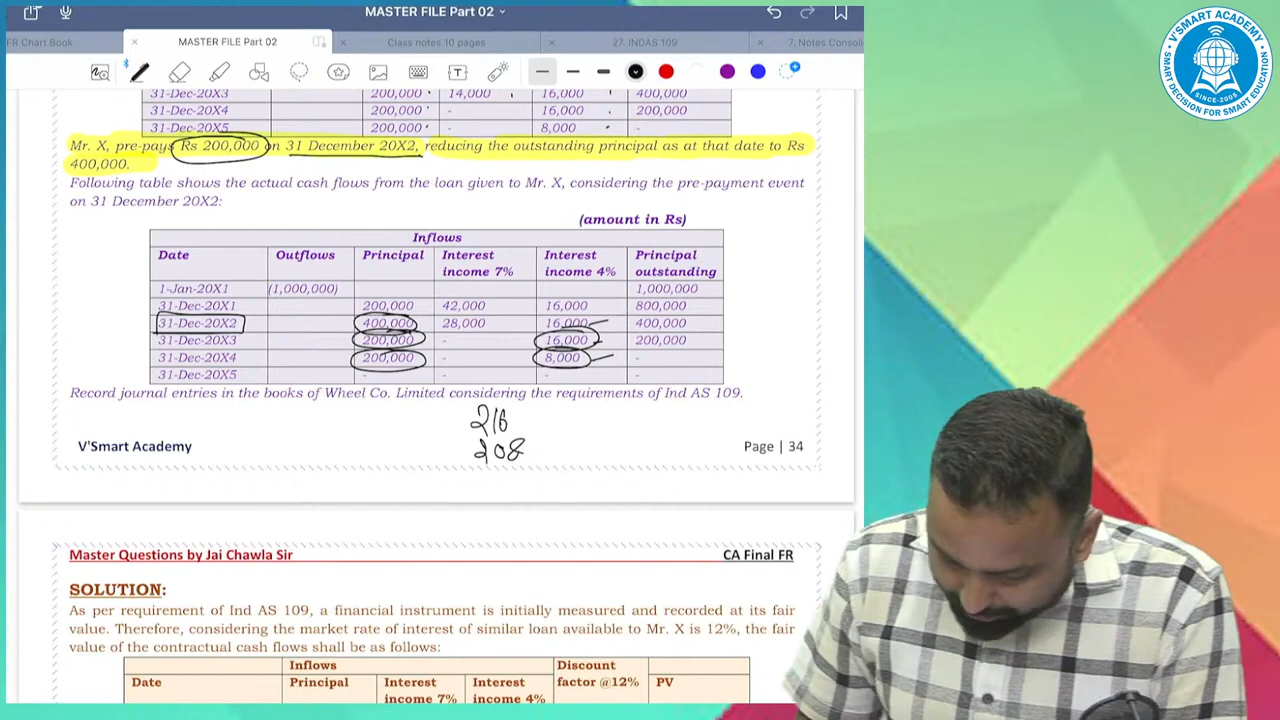 MASTER FILE Part 02
FR Chart Book
MASTER FILE Part 02
Class notes 10 pages
27. INDAS 109
7. Notes Consoli
31-Dec-20X3 200,000 14,000 16,000 400,000
31-Dec-20X4 200,000 - 16,000 200,000
31-Dec-20X5 200,000 - 8,000 -
Mr. X, pre-pays Rs 200,000 on 31 December 20X2, reducing the outstanding principal as at that date to Rs
400,000.
Following table shows the actual cash flows from the loan given to Mr. X, considering the pre-payment event
on 31 December 20X2:
(amount in Rs)
Inflows
Date Outflows Principal Interest income 7% Interest income 4% Principal outstanding
1-Jan-20X1 (1,000,000) 1,000,000
31-Dec-20X1 200,000 42,000 16,000 800,000
31-Dec-20X2 400,000 28,000 16,000 400,000
31-Dec-20X3 200,000 - 16,000 200,000
31-Dec-20X4 200,000 - 8,000 -
31-Dec-20X5 - - - -
Record journal entries in the books of Wheel Co. Limited considering the requirements of Ind AS 109.
216
208
V'Smart Academy
Page | 34
Master Questions by Jai Chawla Sir
CA Final FR
SOLUTION:
As per requirement of Ind AS 109, a financial instrument is initially measured and recorded at its fair
value. Therefore, considering the market rate of interest of similar loan available to Mr. X is 12%, the fair
value of the contractual cash flows shall be as follows:
Inflows Discount
Date Principal Interest Interest factor @12% PV
income 7% income 4%
V'SMART ACADEMY
SMART DECISION FOR SMART EDUCATION
SINCE-2005